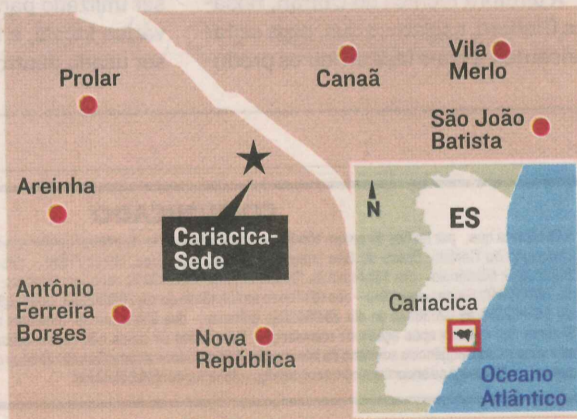 Prolar
Canaã
Vila
Merlo
São João
Batista
Areinha
Cariacica-
Sede
Antônio
Ferreira
Borges
Nova
República
N
ES
Cariacica
Oceano
Atlântico